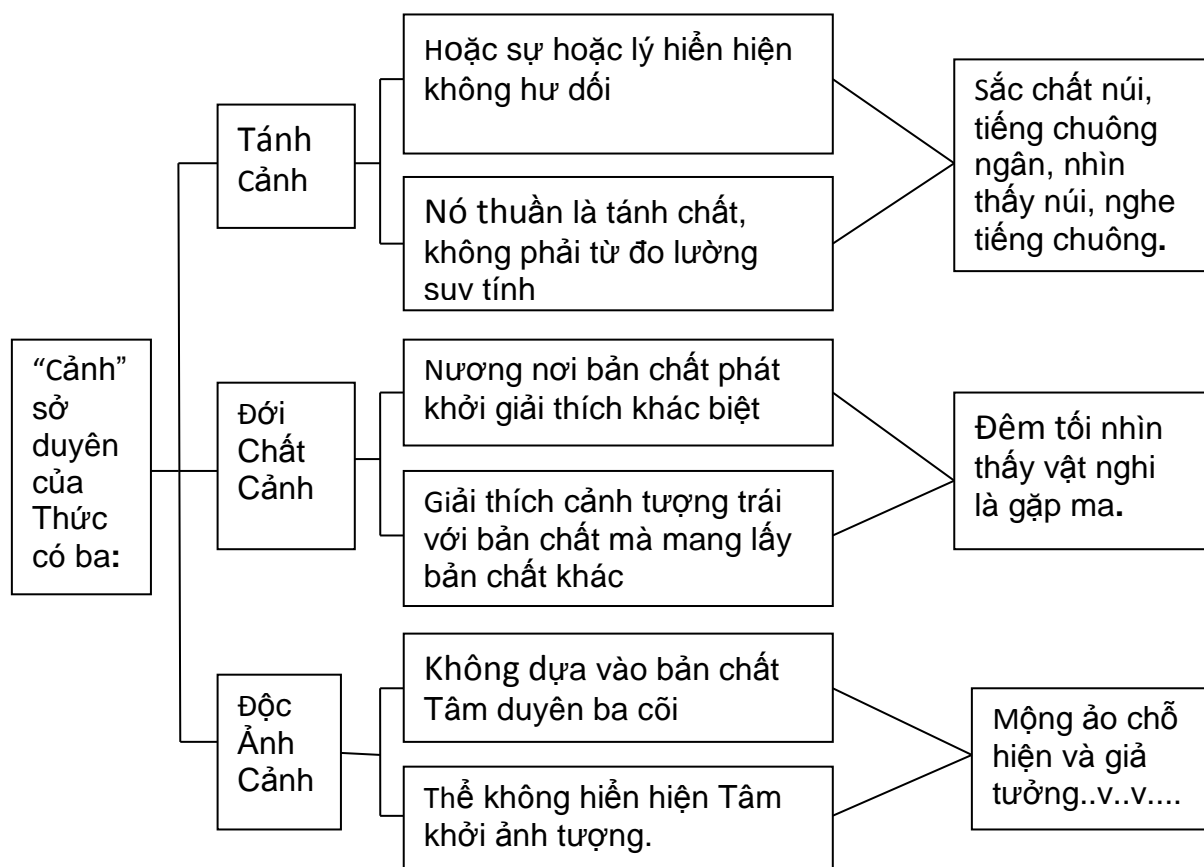 “Cảnh”
sở
duyên
của
Thức
có ba:
Tánh
Cảnh
Hoặc sự hoặc lý hiển hiện
không hư dối
Nó thuần là tánh chất,
không phải từ đo lường
suv tính
Sắc chất núi,
tiếng chuông
ngân, nhìn
thấy núi, nghe
tiếng chuông.
Đới
Chất
Cảnh
Nương nơi bản chất phát
khởi giải thích khác biệt
Giải thích cảnh tượng trái
với bản chất mà mang lấy
bản chất khác
Đêm tối nhìn
thấy vật nghi
là gặp ma.
Độc
Ảnh
Cảnh
Không dựa vào bản chất
Tâm duyên ba cõi
Thể không hiển hiện Tâm
khởi ảnh tượng.
Mộng ảo chỗ
hiện và giả
tưởng..v..v....